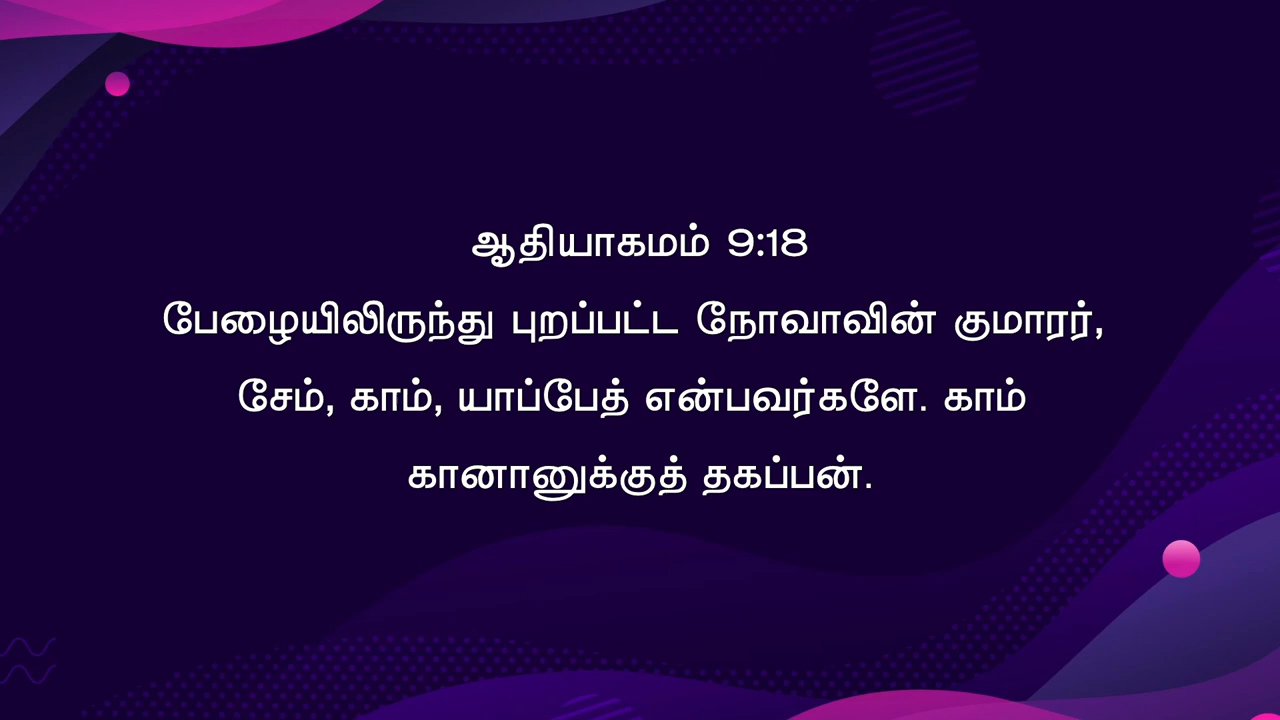 ஆதியாகமம் 9:18
பேழையிலிருந்து புறப்பட்ட நோவாவின் குமாரர்,
சேம், காம், யாப்பேத் என்பவர்களே. காம்
கானானுக்குத் தகப்பன்.